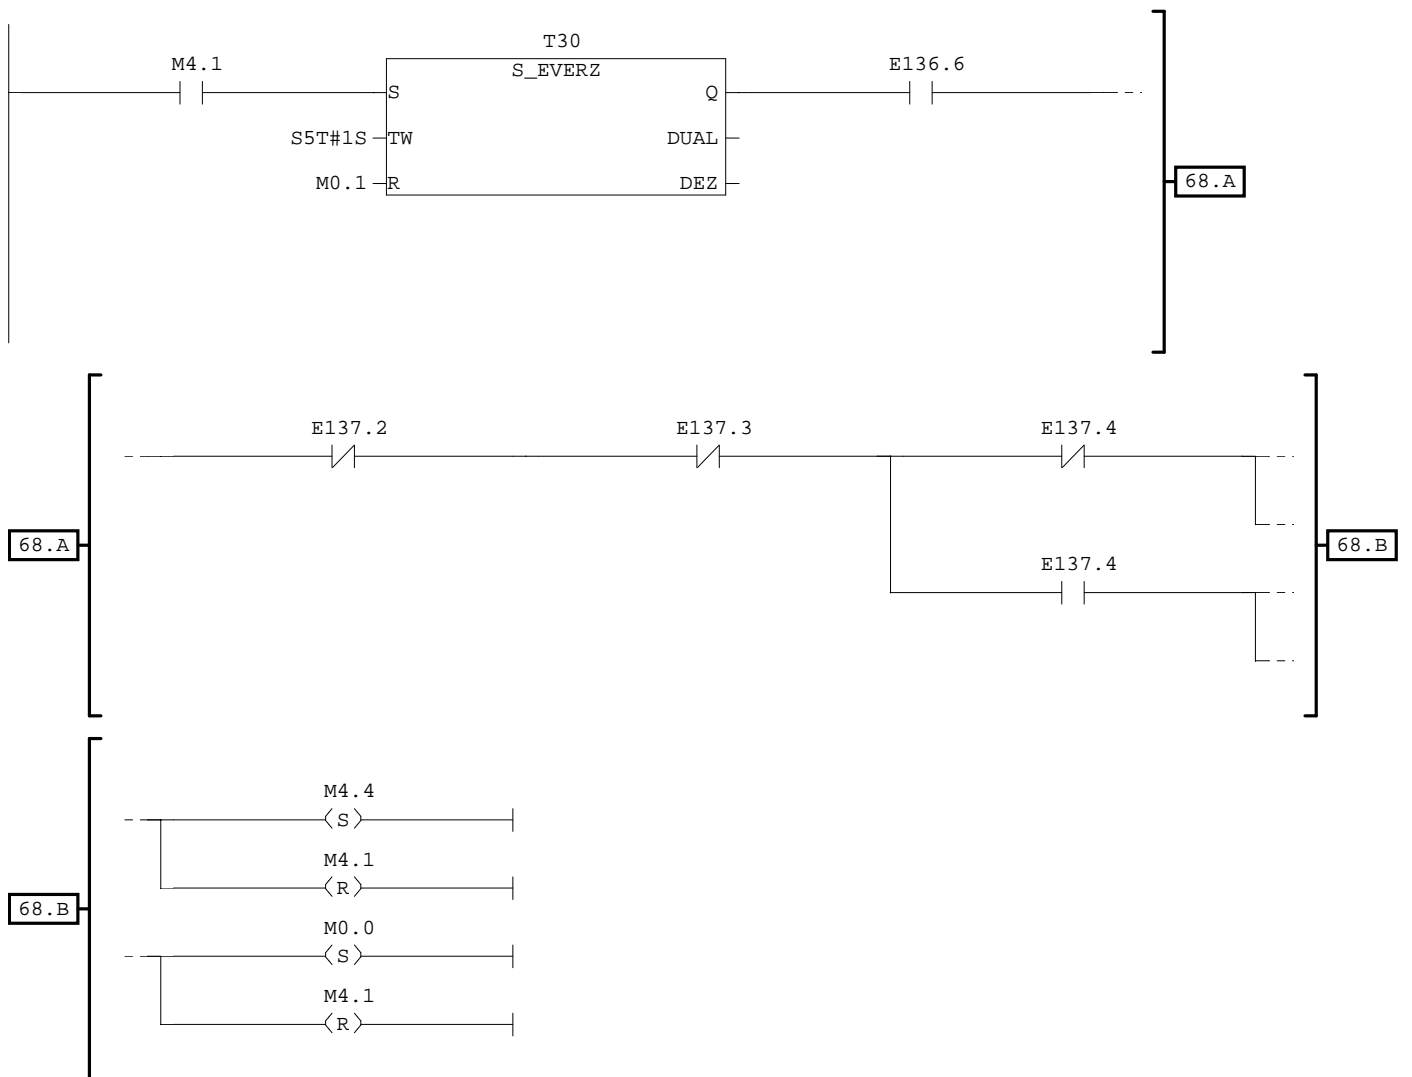 T30
M4.1
S_EVERZ
E136.6
S
Q
S5T#1S
TW
DUAL
M0.1
R
DEZ
68.A
E137.2
E137.3
E137.4
68.A
68.B
E137.4
M4.4
S
M4.1
R
68.B
M0.0
S
M4.1
R